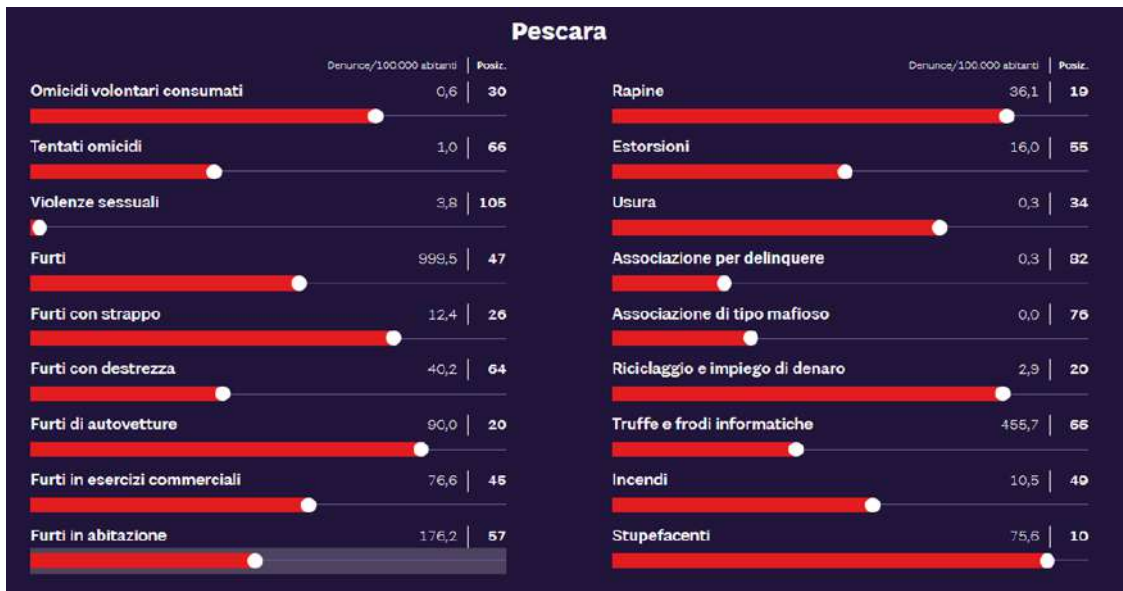 Pescara
Denunce/100.000 abitanti | Posiz.
Omicidi volontari consumati 0,6 | 30
Tentati omicidi 1,0 | 66
Violenze sessuali 3,8 | 105
Furti 999,5 | 47
Furti con strappo 12,4 | 26
Furti con destrezza 40,2 | 64
Furti di autovetture 90,0 | 20
Furti in esercizi commerciali 76,6 | 45
Furti in abitazione 176,2 | 57
Denunce/100.000 abitanti | Posiz.
Rapine 36,1 | 19
Estorsioni 16,0 | 55
Usura 0,3 | 34
Associazione per delinquere 0,3 | 82
Associazione di tipo mafioso 0,0 | 76
Riciclaggio e impiego di denaro 2,9 | 20
Truffe e frodi informatiche 455,7 | 66
Incendi 10,5 | 49
Stupefacenti 75,6 | 10